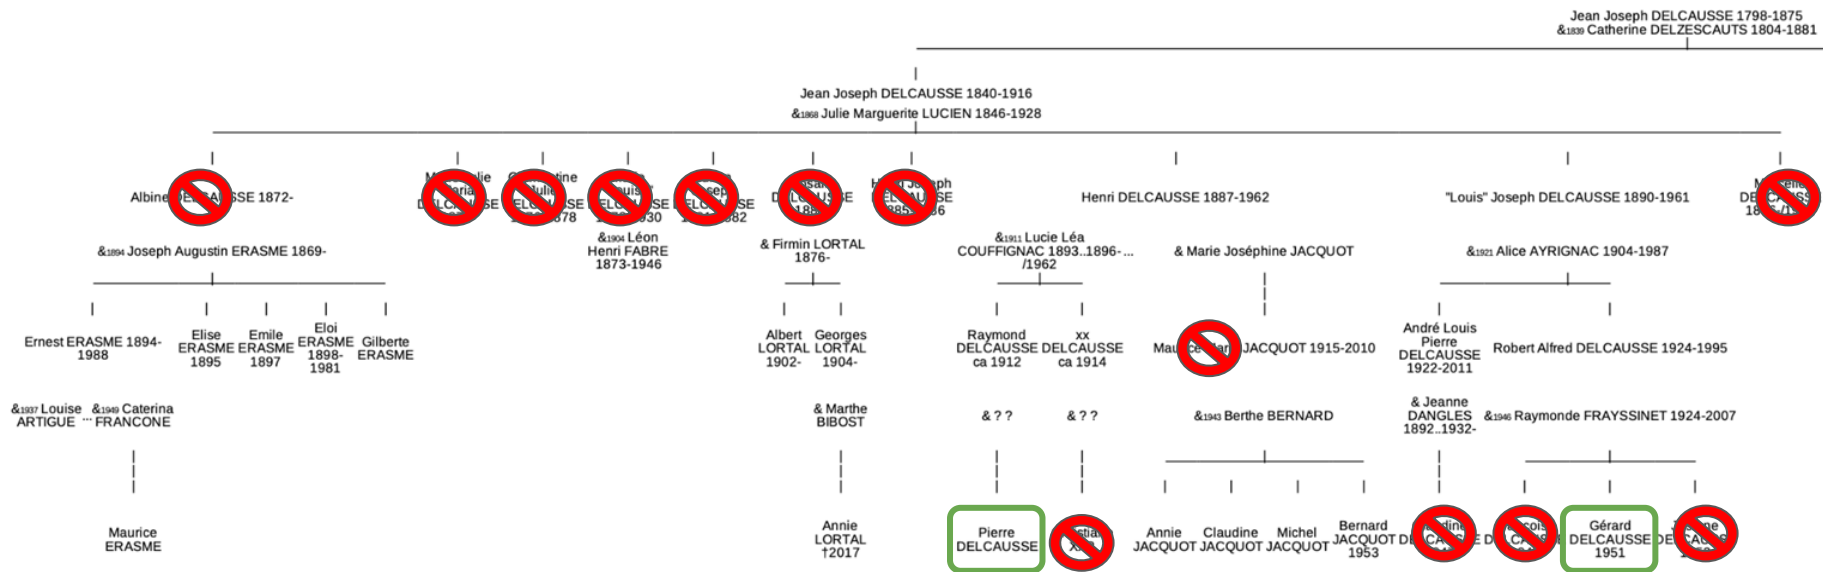 Jean Joseph DELCAUSSE 1798-1875
&1839 Catherine DELZESCAUTS 1804-1881
Jean Joseph DELCAUSSE 1840-1916
&1868 Julie Marguerite LUCIEN 1846-1928
Albine 1872-
Henri DELCAUSSE 1887-1962
"Louis" Joseph DELCAUSSE 1890-1961
&1894 Joseph Augustin ERASME 1869-
&1904 Léon
Henri FABRE
1873-1946
& Firmin LORTAL
1876-
&1911 Lucie Léa
COUFFIGNAC 1893..1896-...
/1962
& Marie Joséphine JACQUOT
&1921 Alice AYRIGNAC 1904-1987
Ernest ERASME 1894-
1988
Elise
ERASME
1895
Emile
ERASME
1897
Eloi
ERASME
1898-
1981
Gilberte
ERASME
Albert
LORTAL
1902-
Georges
LORTAL
1904-
Raymond
DELCAUSSE
ca 1912
xx
DELCAUSSE
ca 1914
JACQUOT 1915-2010
André Louis
Pierre
DELCAUSSE
1922-2011
Robert Alfred DELCAUSSE 1924-1995
&1937 Louise
ARTIGUE
...
&1949 Caterina
FRANCONE
& Marthe
BIBOST
& ? ?
& ? ?
&1943 Berthe BERNARD
& Jeanne
DANGLES
1892..1932-
&1946 Raymonde FRAYSSINET 1924-2007
Maurice
ERASME
Annie
LORTAL
†2017
Pierre
DELCAUSSE
Annie
JACQUOT
Claudine
JACQUOT
Michel
JACQUOT
Bernard
JACQUOT
1953
Gérard
DELCAUSSE
1951